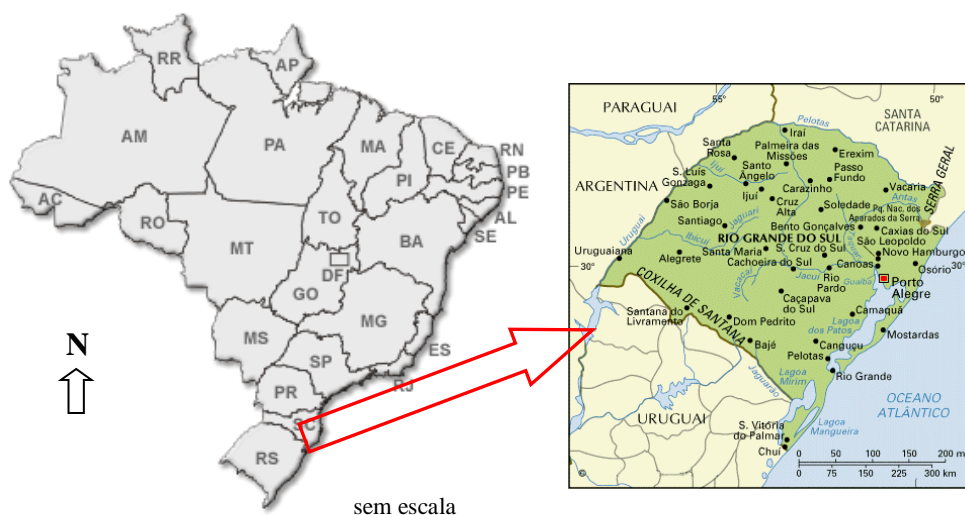 RR
AP
AM
PA
MA
CE
RN
PB
PE
AL
SE
PI
AC
RO
TO
BA
MT
DF
GO
MG
MS
ES
SP
RJ
PR
SC
RS
N
sem escala
55°
50°
PARAGUAI
Pelotas
SANTA
CATARINA
Iraí
Santa
Rosa
Palmeira das
Missões
Erexim
Ijuí
Santo
Ângelo
Passo
Fundo
S. Luis
Gonzaga
Carazinho
Vacaria
Antas
SERRA GERAL
ARGENTINA
São Borja
Ijuí
Cruz
Alta
Soledade
Pq. Nac. dos
Aparados da Serra
Santiago
Jaguari
Bento Gonçalves
Caxias do Sul
Uruguai
Ibicuí
RIO GRANDE DO SUL
Taquari
São Leopoldo
Uruguaiana
Alegrete
Santa Maria
S. Cruz do Sul
Novo Hamburgo
30°
Cachoeira do Sul
Canoas
Osório
30°
Vacacaí
Jacuí
Rio
Pardo
Guaíba
Porto
Alegre
COXILHA DE SANTANA
Caçapava
do Sul
Santana do
Livramento
Dom Pedrito
Camaquã
Lagoa
dos Patos
Mostardas
Bajé
Canguçu
Pelotas
Jaguarão
Lagoa
Mirim
Rio Grande
OCEANO
ATLÂNTICO
URUGUAI
S. Vitória
do Palmar
Lagoa
Mangueira
Chuí
0 50 100 150 200 m
0 75 150 225 300 km
©